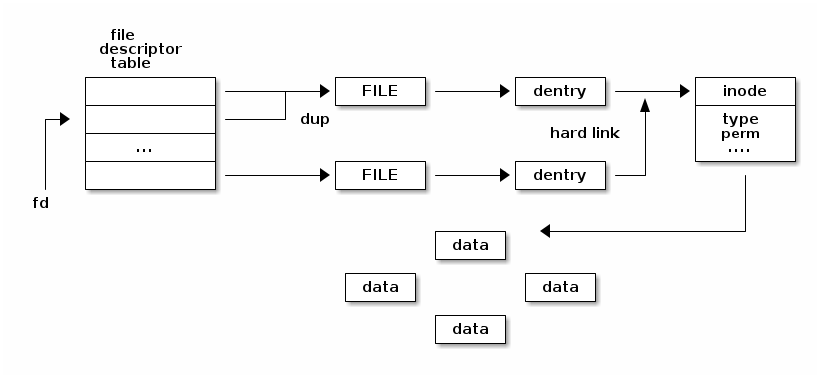 file
descriptor
table
FILE
dentry
inode
dup
hard link
type
perm
....
...
FILE
dentry
fd
data
data
data
data